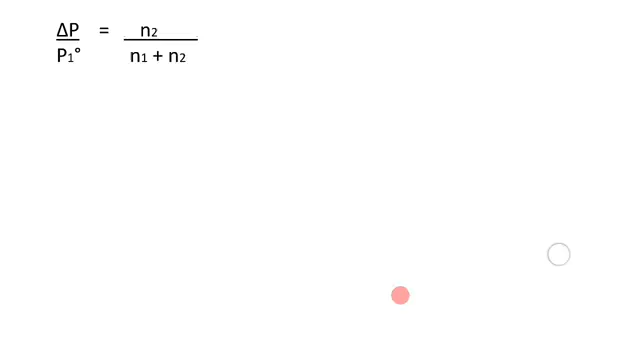 ΔP = n₂
P₁° n₁ + n₂